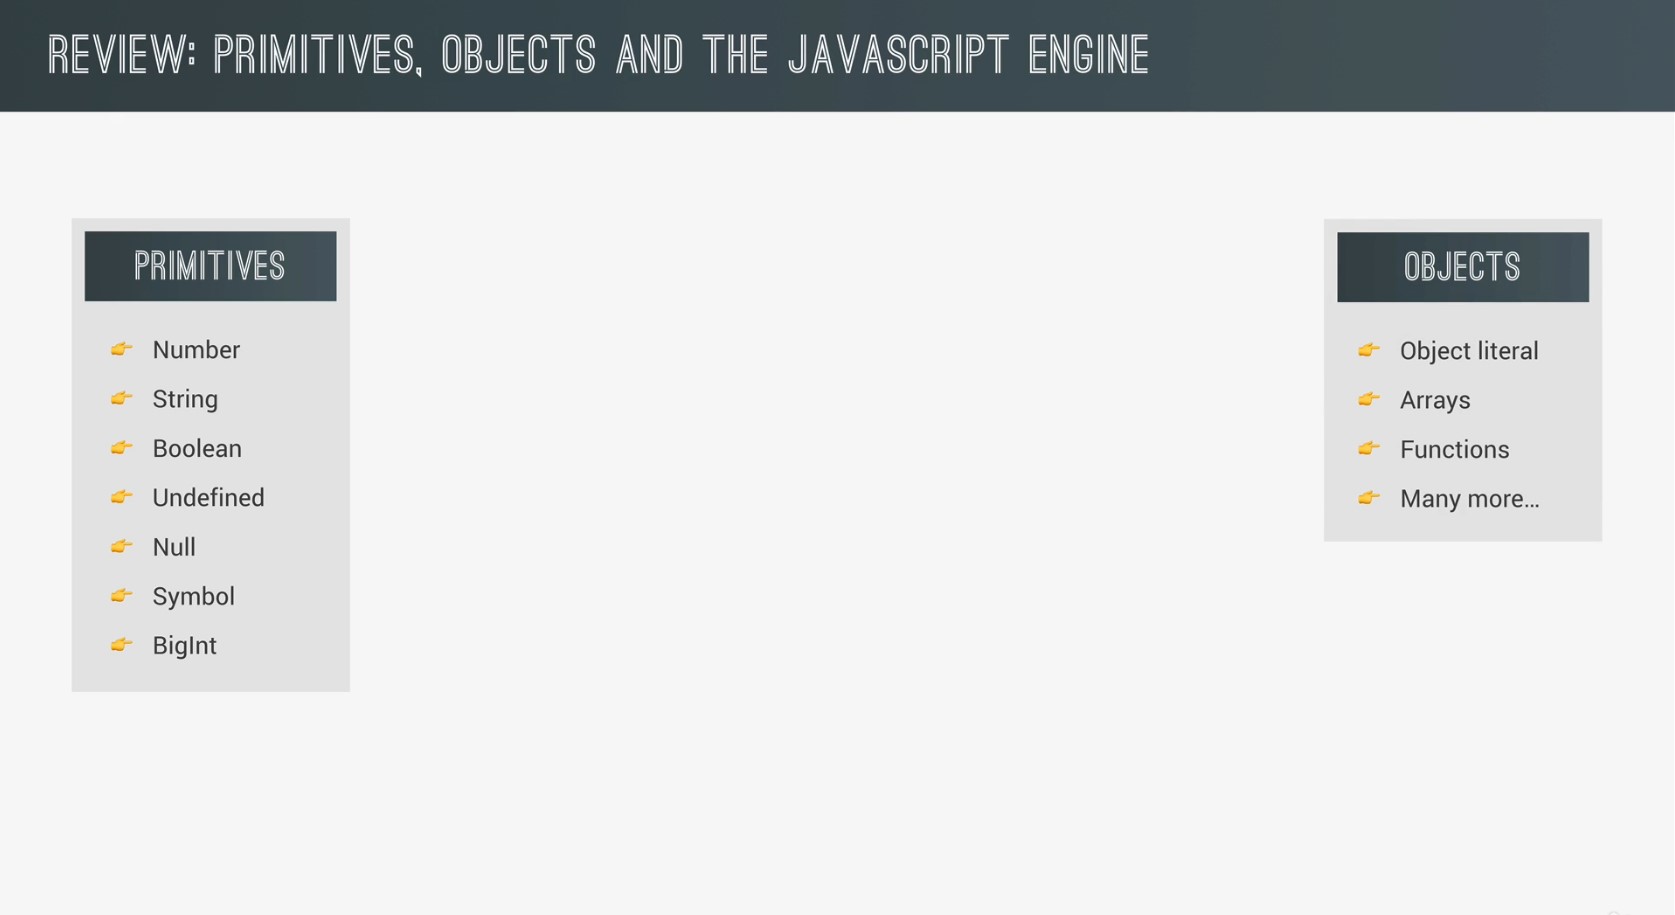 REVIEW: PRIMITIVES, OBJECTS AND THE JAVASCRIPT ENGINE
PRIMITIVES
Number
String
Boolean
Undefined
Null
Symbol
BigInt
OBJECTS
Object literal
Arrays
Functions
Many more...